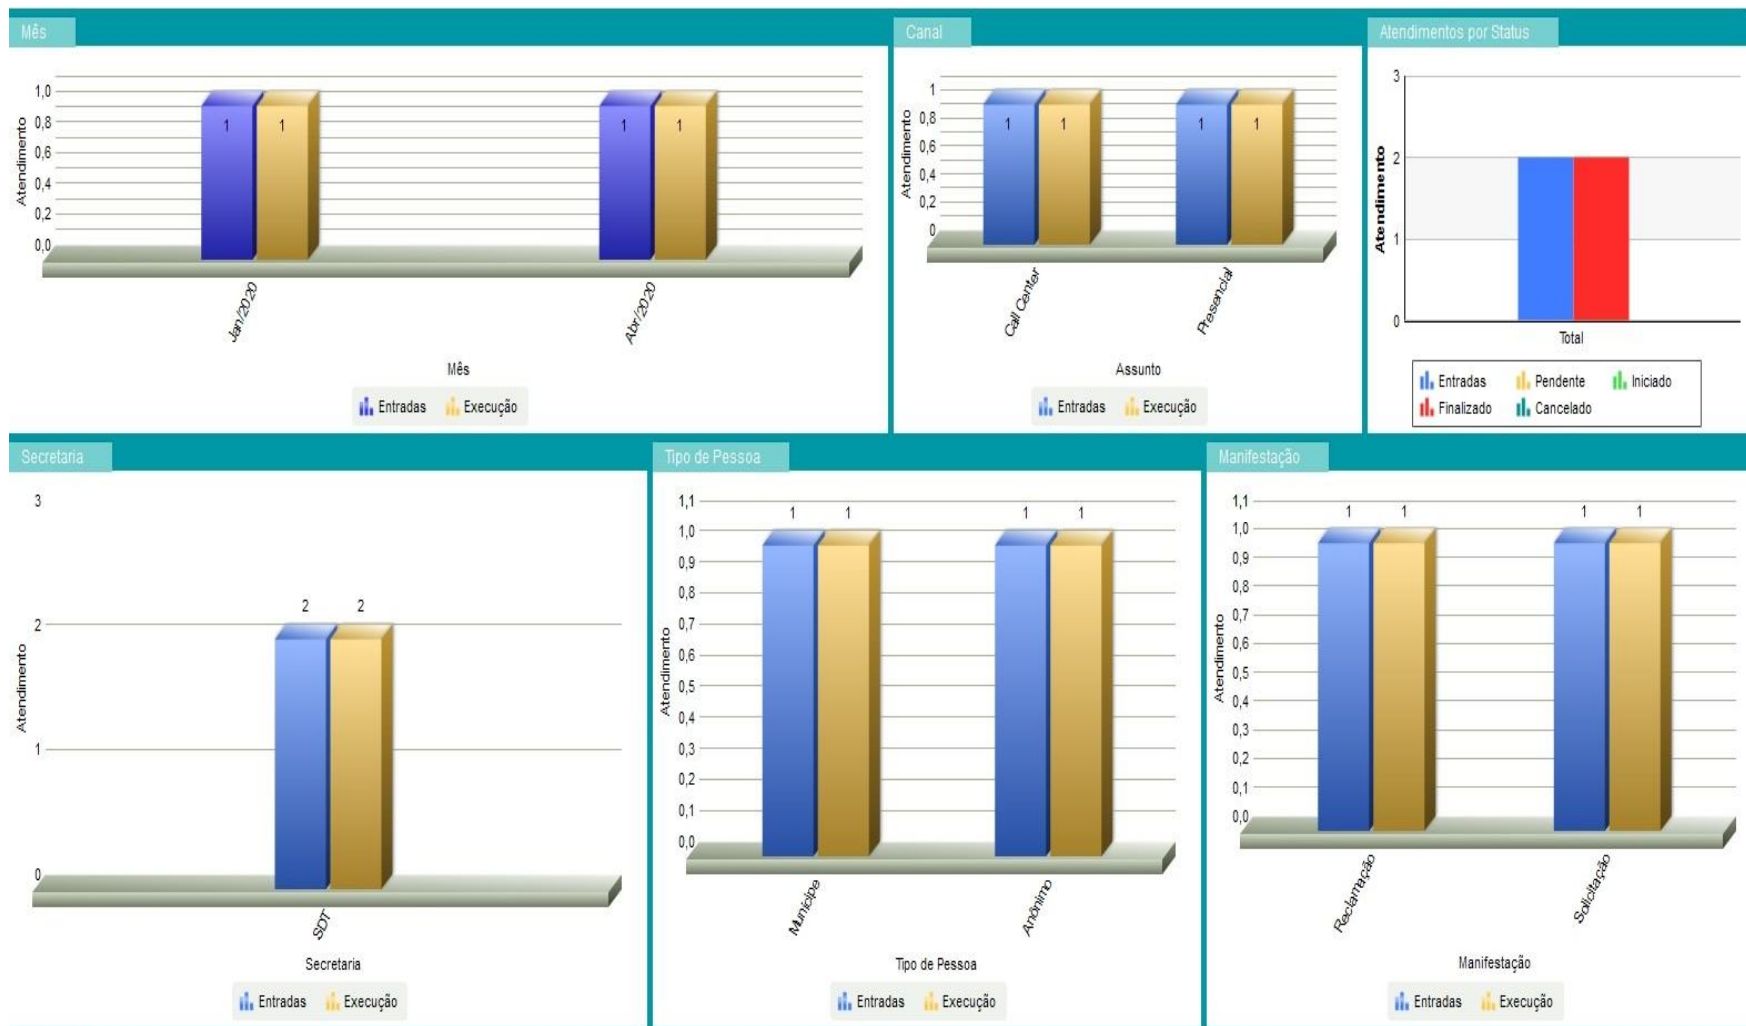 Mês
1,0
0,8
0,6
0,4
0,2
0,0
Atendimento
1
1
1
1
Jan/2020
Abr/2020
Mês
Entradas
Execução
Canal
1
0,8
0,6
0,4
0,2
0
Atendimento
1
1
1
1
Call Center
Presencial
Assunto
Entradas
Execução
Atendimentos por Status
3
2
1
0
Atendimento
Total
Entradas
Pendente
Iniciado
Finalizado
Cancelado
Secretaria
3
2
1
0
Atendimento
2
2
SDT
Secretaria
Entradas
Execução
Tipo de Pessoa
1,1
1,0
0,9
0,8
0,7
0,6
0,5
0,4
0,3
0,2
0,1
0,0
Atendimento
1
1
1
1
Munícipe
Anônimo
Tipo de Pessoa
Entradas
Execução
Manifestação
1,1
1,0
0,9
0,8
0,7
0,6
0,5
0,4
0,3
0,2
0,1
0,0
Atendimento
1
1
1
1
Reclamação
Solicitação
Manifestação
Entradas
Execução